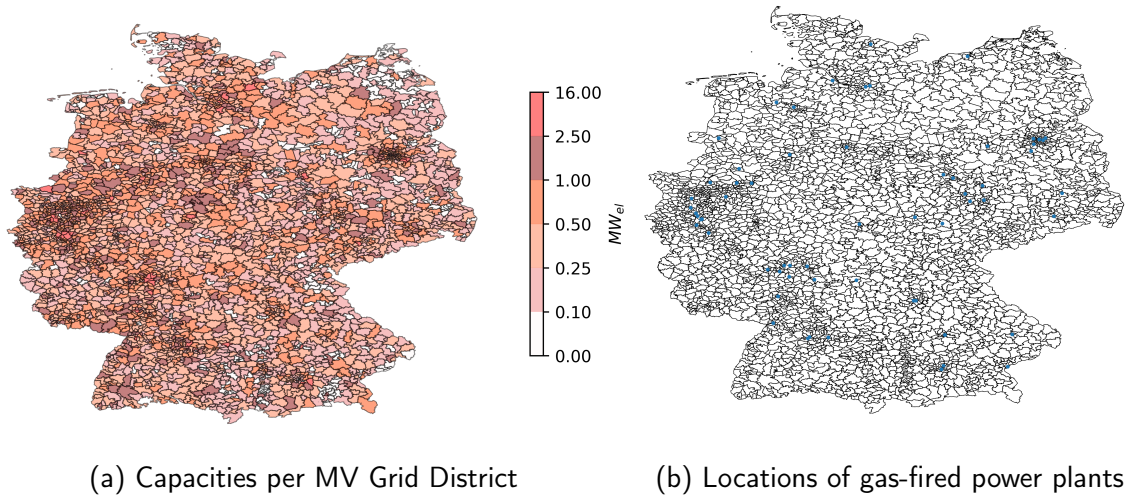 16.00
2.50
1.00
0.50
0.25
0.10
0.00
MW_el
(a) Capacities per MV Grid District
(b) Locations of gas-fired power plants